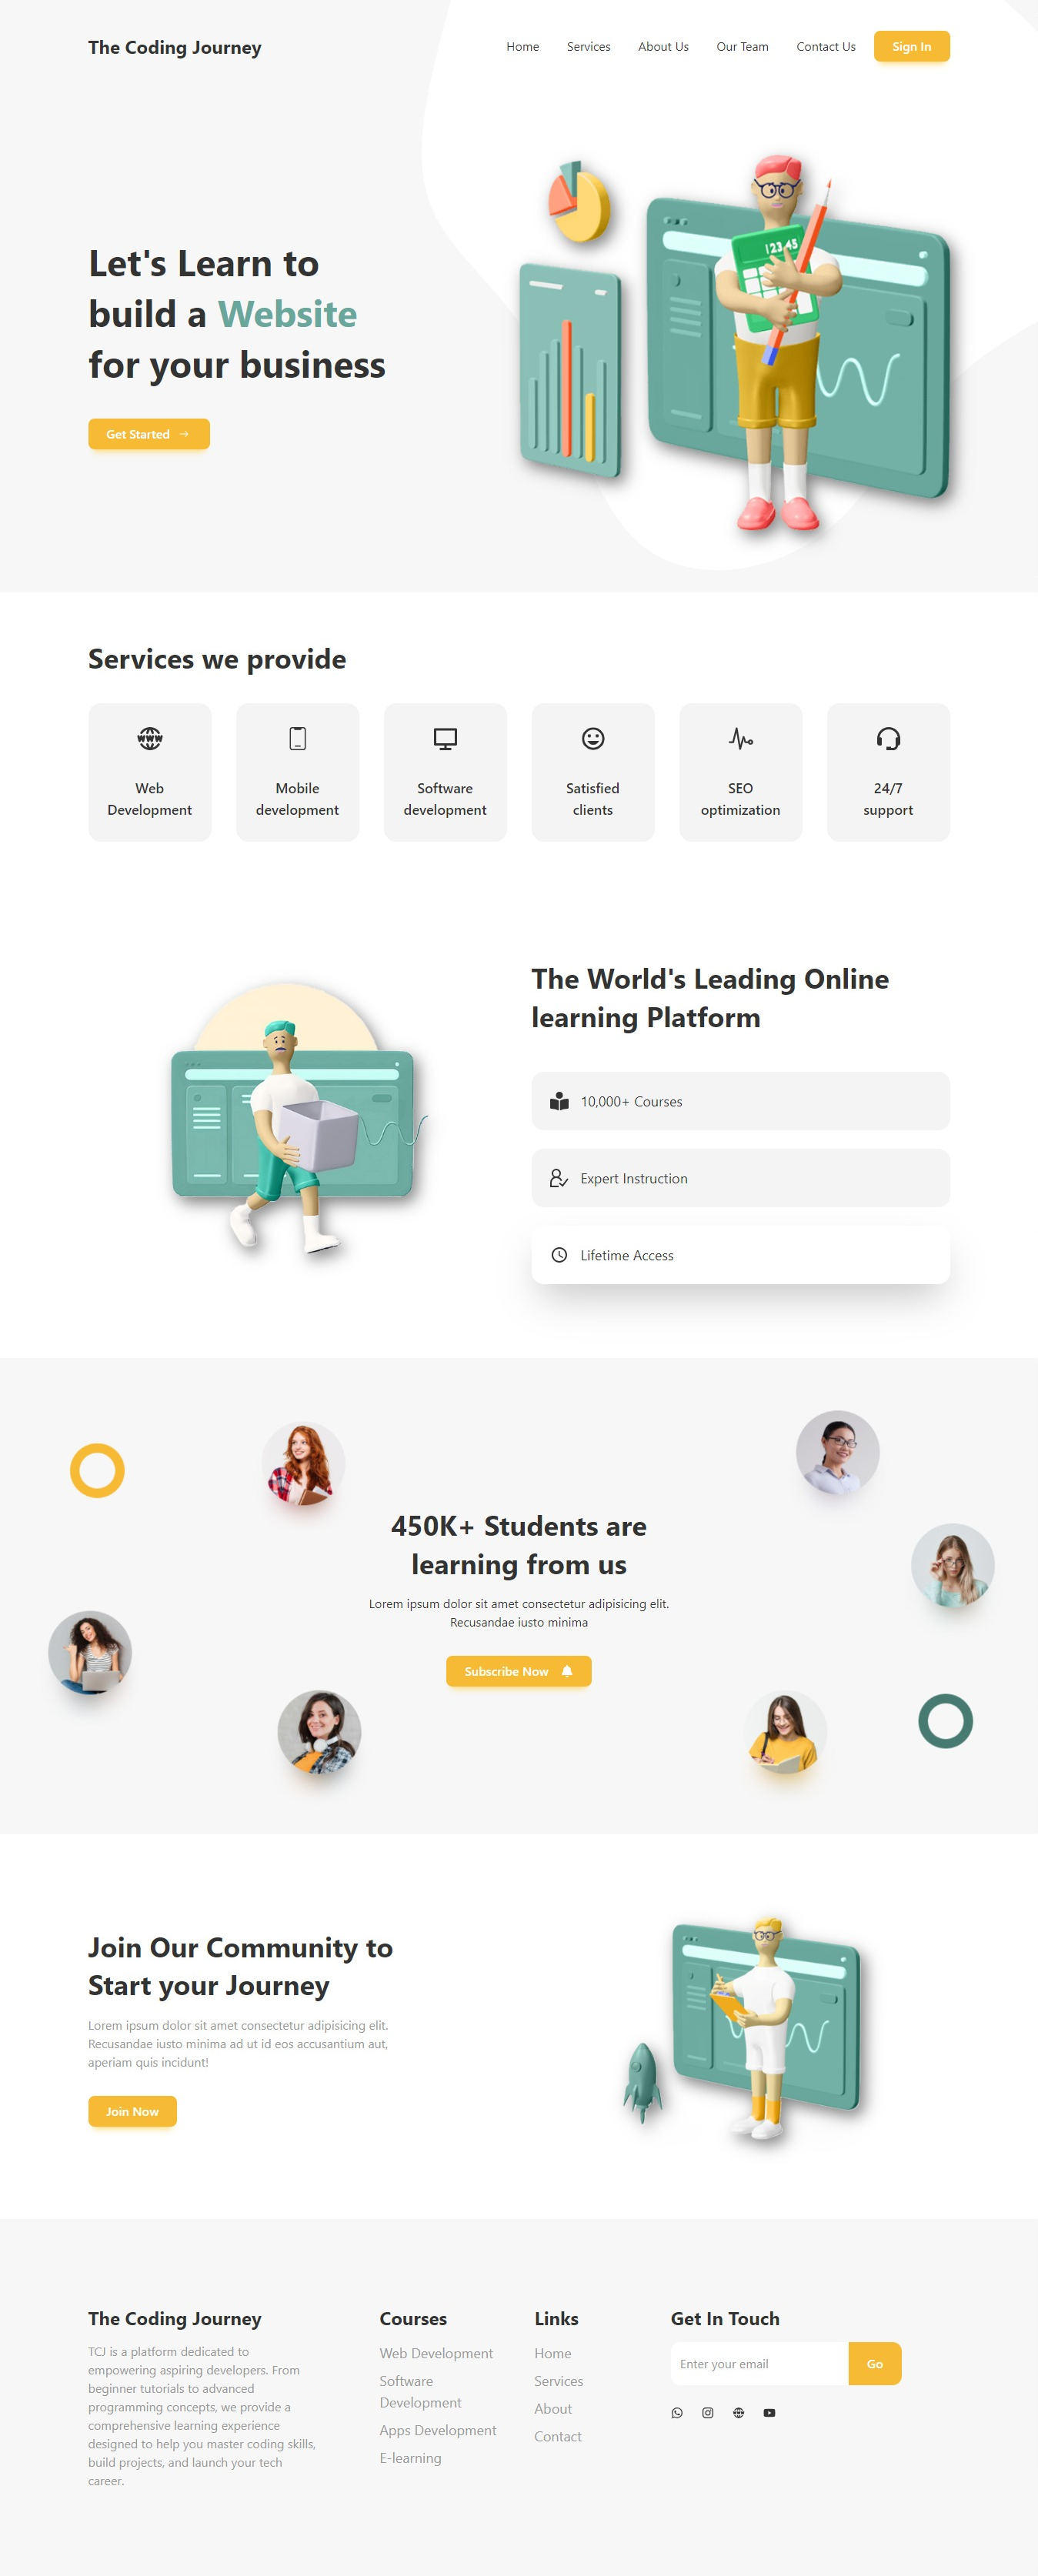 The Coding Journey
Home Services About Us Our Team Contact Us Sign In
123.45
Let's Learn to
build a Website
for your business
Get Started
Services we provide
Web
Development
Mobile
development
Software
development
Satisfied
clients
SEO
optimization
24/7
support
The World's Leading Online
learning Platform
10,000+ Courses
Expert Instruction
Lifetime Access
450K+ Students are
learning from us
Lorem ipsum dolor sit amet consectetur adipisicing elit.
Recusandae iusto minima
Subscribe Now
Join Our Community to
Start your Journey
Lorem ipsum dolor sit amet consectetur adipisicing elit.
Recusandae iusto minima ad ut id eos accusantium aut,
aperiam quis incidunt!
Join Now
The Coding Journey
TCJ is a platform dedicated to
empowering aspiring developers. From
beginner tutorials to advanced
programming concepts, we provide a
comprehensive learning experience
designed to help you master coding skills,
build projects, and launch your tech
career.
Courses
Web Development
Software
Development
Apps Development
E-learning
Links
Home
Services
About
Contact
Get In Touch
Enter your email Go